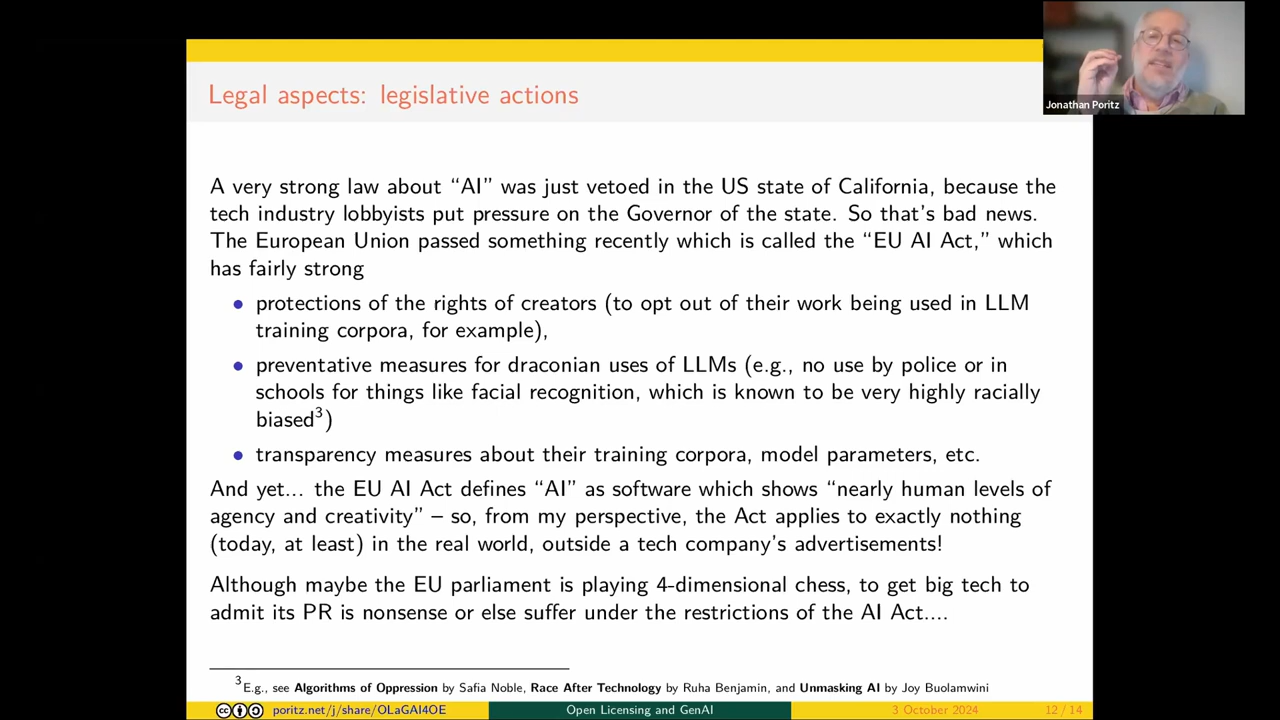 Jonathan Poritz
Legal aspects: legislative actions
A very strong law about “AI” was just vetoed in the US state of California, because the
tech industry lobbyists put pressure on the Governor of the state. So that’s bad news.
The European Union passed something recently which is called the “EU AI Act,” which
has fairly strong
• protections of the rights of creators (to opt out of their work being used in LLM
training corpora, for example),
• preventative measures for draconian uses of LLMs (e.g., no use by police or in
schools for things like facial recognition, which is known to be very highly racially
biased³)
• transparency measures about their training corpora, model parameters, etc.
And yet... the EU AI Act defines “AI” as software which shows “nearly human levels of
agency and creativity” – so, from my perspective, the Act applies to exactly nothing
(today, at least) in the real world, outside a tech company’s advertisements!
Although maybe the EU parliament is playing 4-dimensional chess, to get big tech to
admit its PR is nonsense or else suffer under the restrictions of the AI Act....
³E.g., see Algorithms of Oppression by Safia Noble, Race After Technology by Ruha Benjamin, and Unmasking AI by Joy Buolamwini
poritz.net/j/share/OLaGAI4OE Open Licensing and GenAI 3 October 2024 12 / 14